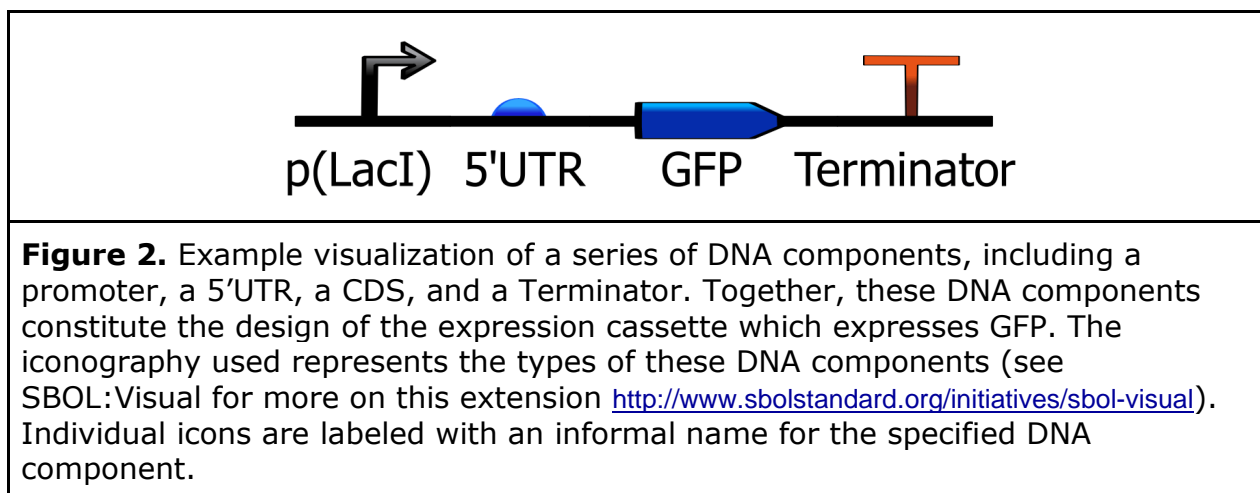 p(LacI) 5'UTR GFP Terminator
Figure 2. Example visualization of a series of DNA components, including a
promoter, a 5’UTR, a CDS, and a Terminator. Together, these DNA components
constitute the design of the expression cassette which expresses GFP. The
iconography used represents the types of these DNA components (see
SBOL:Visual for more on this extension http://www.sbolstandard.org/initiatives/sbol-visual).
Individual icons are labeled with an informal name for the specified DNA
component.